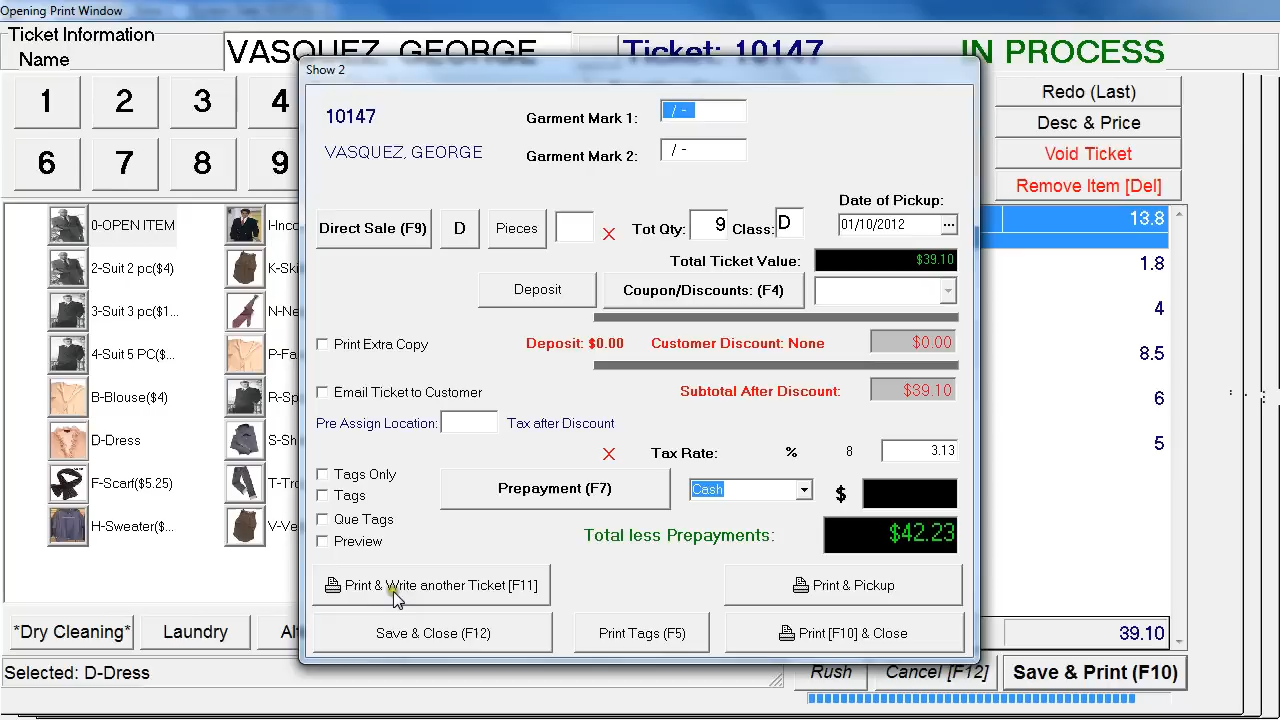 Opening Print Window
Ticket Information
Name
VASQUEZ, GEORGE
Ticket: 10147
IN PROCESS
1 2 3 4
6 7 8 9
Redo (Last)
Desc & Price
Void Ticket
Remove Item [Del]
0-OPEN ITEM
2-Suit 2 pc($4)
3-Suit 3 pc($1...
4-Suit 5 PC($...
B-Blouse($4)
D-Dress
F-Scarf($5.25)
H-Sweater($...
K-Ski
N-Ne
P-Fa
R-Sp
S-Sh
T-Tro
V-Ve
13.8
1.8
4
8.5
6
5
39.10
*Dry Cleaning*
Laundry
Alt
Selected: D-Dress
Rush
Cancel [F12]
Save & Print (F10)
Show 2
10147
VASQUEZ, GEORGE
Garment Mark 1: / -
Garment Mark 2: / -
Date of Pickup:
01/10/2012 ...
Direct Sale (F9)
D
Pieces
Tot Qty: 9 Class: D
Total Ticket Value: $39.10
Deposit
Coupon/Discounts: (F4)
Print Extra Copy
Deposit: $0.00 Customer Discount: None $0.00
Email Ticket to Customer
Subtotal After Discount: $39.10
Pre Assign Location:
Tax after Discount
Tax Rate: % 8 3.13
Tags Only
Tags
Prepayment (F7)
Cash
$
Que Tags
Preview
Total less Prepayments: $42.23
Print & Write another Ticket [F11]
Print & Pickup
Save & Close (F12)
Print Tags (F5)
Print [F10] & Close